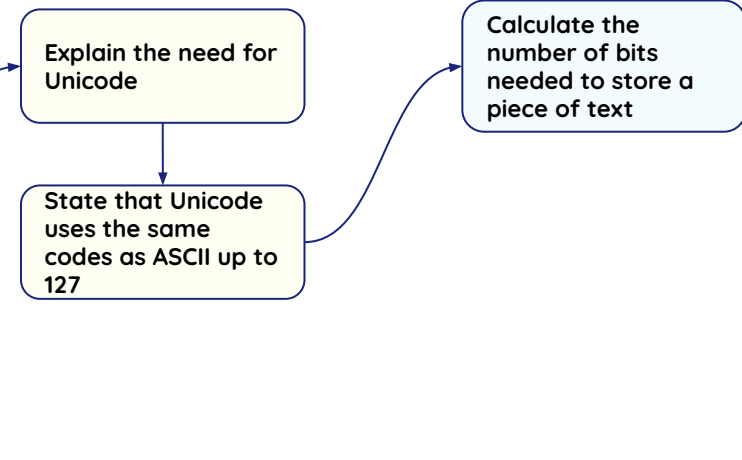 Explain the need for
Unicode
State that Unicode
uses the same
codes as ASCII up to
127
Calculate the
number of bits
needed to store a
piece of text